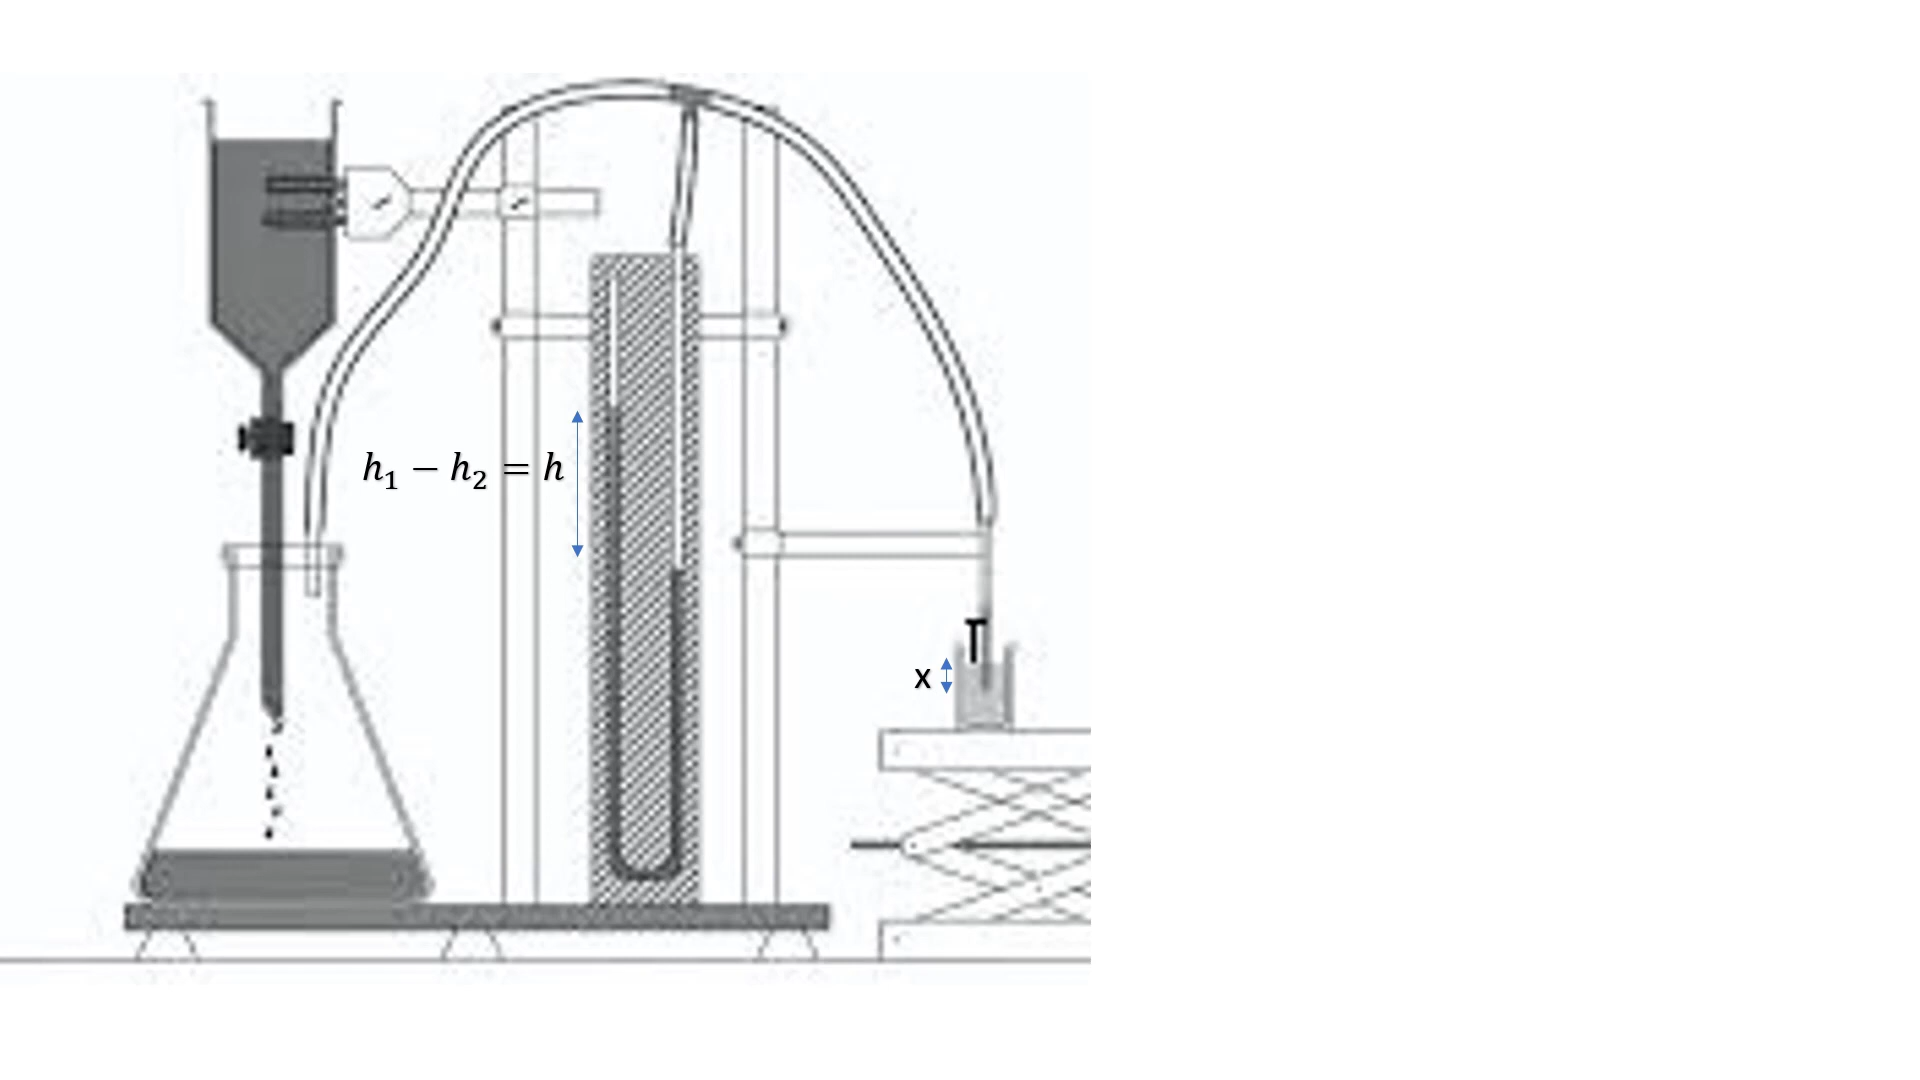 h₁ − h₂ = h
x